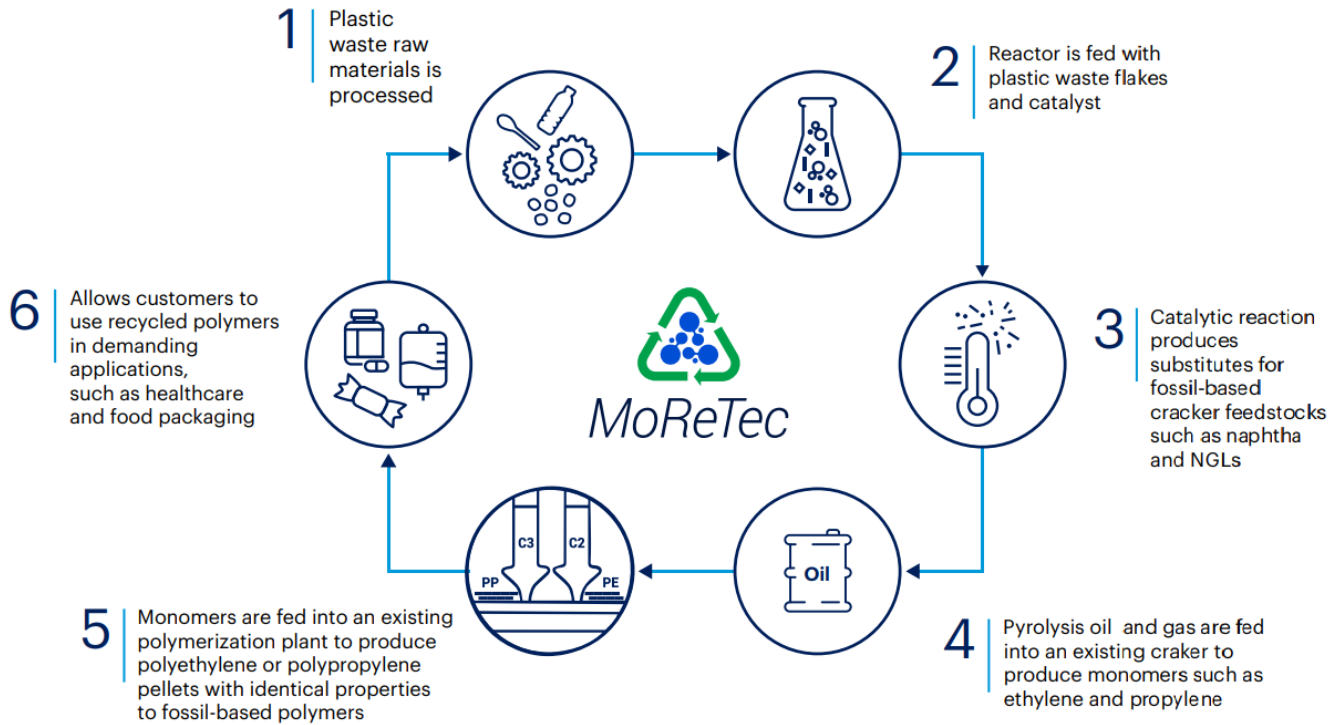 1
Plastic
waste raw
materials is
processed
2
Reactor is fed with
plastic waste flakes
and catalyst
3
Catalytic reaction
produces
substitutes for
fossil-based
cracker feedstocks
such as naphtha
and NGLs
4
Pyrolysis oil and gas are fed
into an existing craker to
produce monomers such as
ethylene and propylene
Oil
5
Monomers are fed into an existing
polymerization plant to produce
polyethylene or polypropylene
pellets with identical properties
to fossil-based polymers
C3
C2
PP
PE
6
Allows customers to
use recycled polymers
in demanding
applications,
such as healthcare
and food packaging
MoReTec